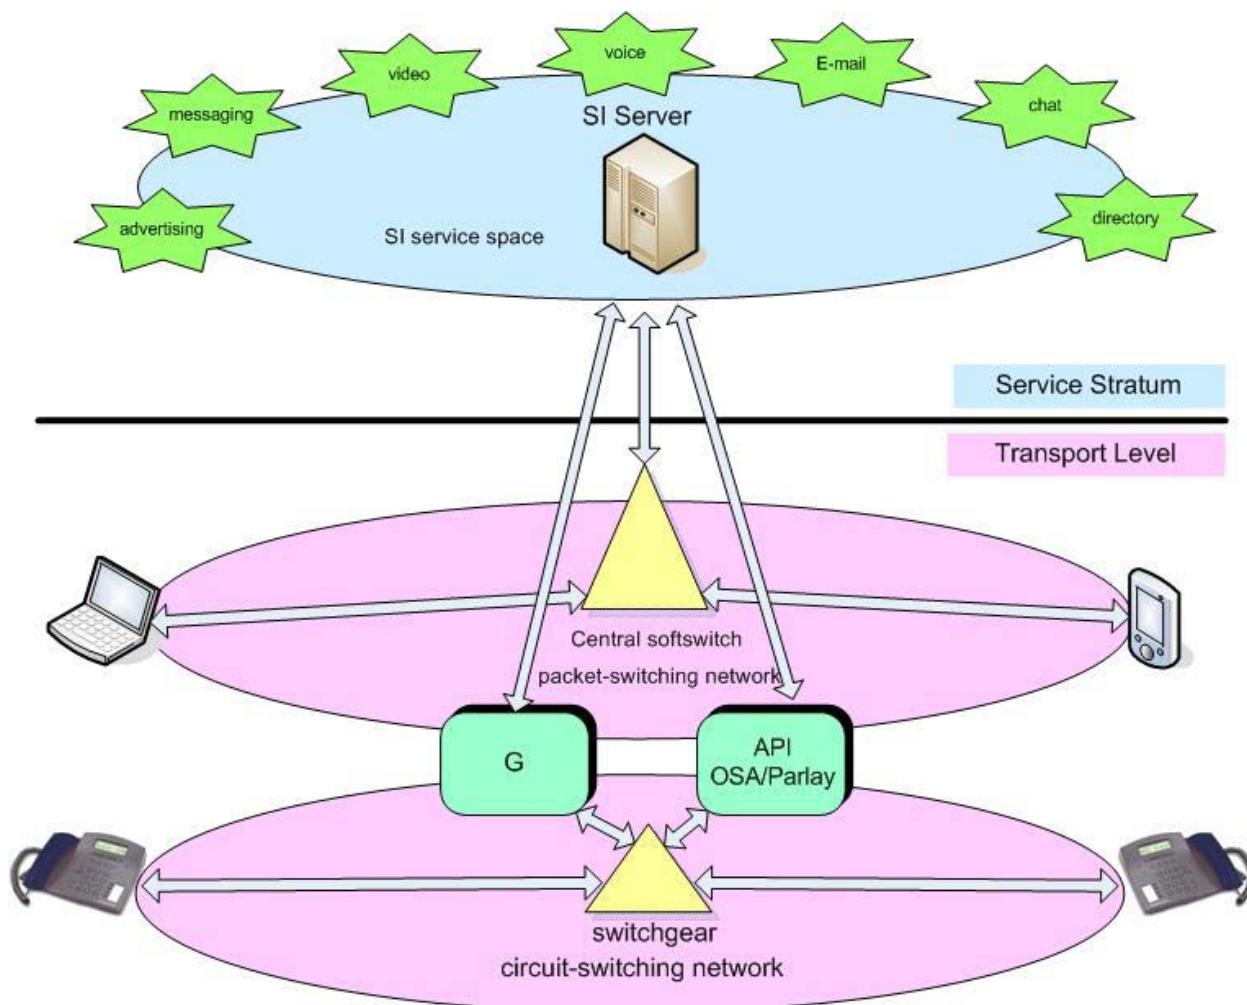 voice
E-mail
video
chat
messaging
SI Server
directory
advertising
SI service space
Service Stratum
Transport Level
Central softswitch
packet-switching network
G
API
OSA/Parlay
switchgear
circuit-switching network